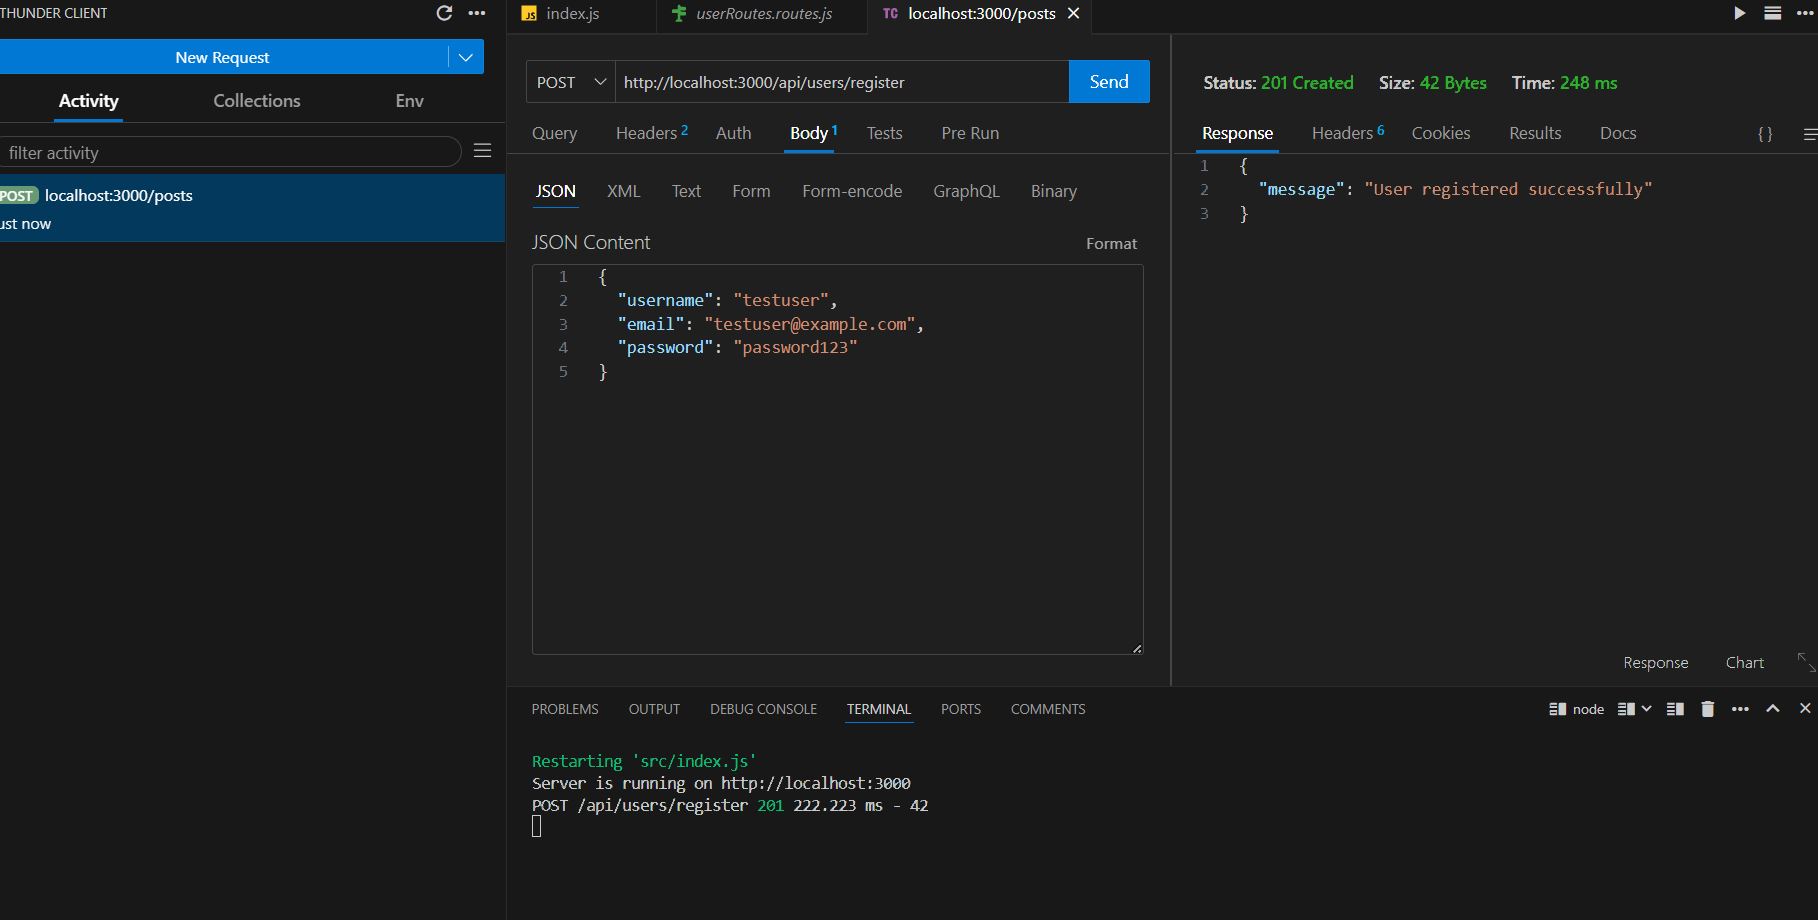 THUNDER CLIENT
New Request
Activity Collections Env
filter activity
POST localhost:3000/posts
ust now
JS index.js userRoutes.routes.js TC localhost:3000/posts
POST http://localhost:3000/api/users/register Send
Query Headers 2 Auth Body 1 Tests Pre Run
JSON XML Text Form Form-encode GraphQL Binary
JSON Content Format
1 {
2 "username": "testuser",
3 "email": "testuser@example.com",
4 "password": "password123"
5 }
Status: 201 Created Size: 42 Bytes Time: 248 ms
Response Headers 6 Cookies Results Docs { }
1 {
2 "message": "User registered successfully"
3 }
Response Chart
PROBLEMS OUTPUT DEBUG CONSOLE TERMINAL PORTS COMMENTS
node
Restarting 'src/index.js'
Server is running on http://localhost:3000
POST /api/users/register 201 222.223 ms - 42